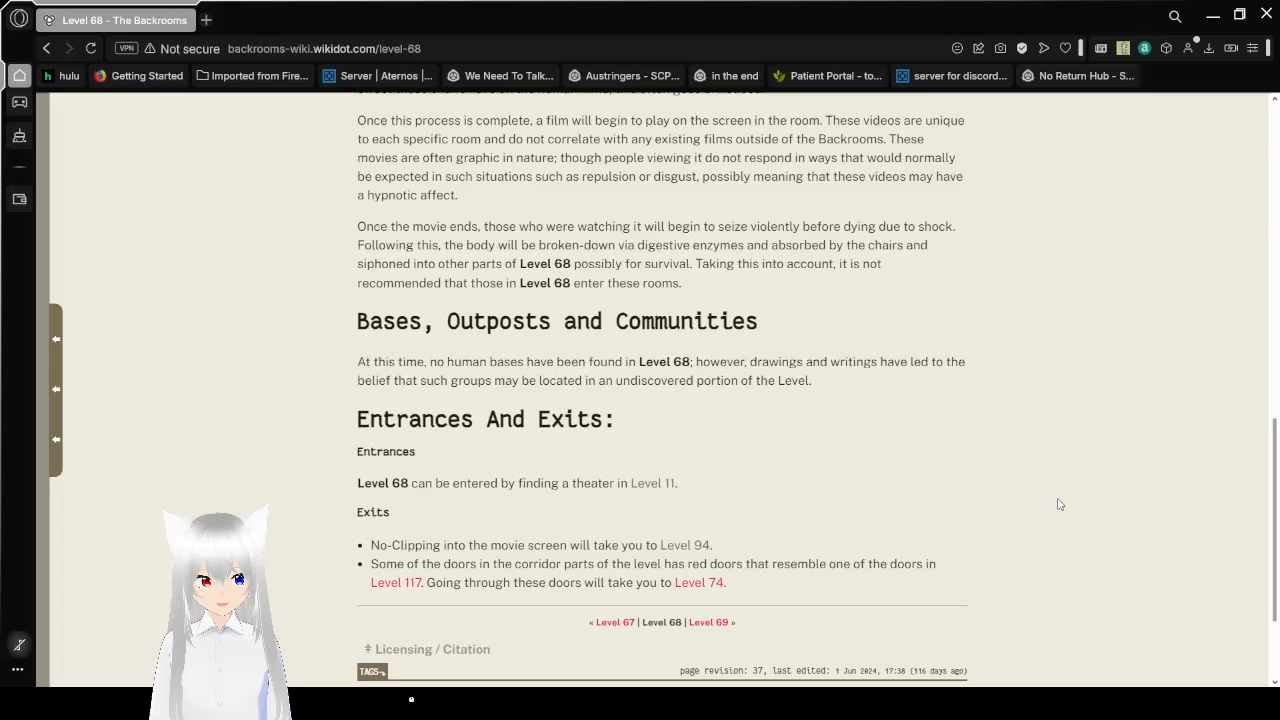 Level 68 - The Backrooms
VPN Not secure backrooms-wiki.wikidot.com/level-68
hulu Getting Started Imported from Fire... Server | Aternos |... We Need To Talk... Austringers - SCP... in the end Patient Portal - to... server for discord... No Return Hub - S...
Once this process is complete, a film will begin to play on the screen in the room. These videos are unique
to each specific room and do not correlate with any existing films outside of the Backrooms. These
movies are often graphic in nature; though people viewing it do not respond in ways that would normally
be expected in such situations such as repulsion or disgust, possibly meaning that these videos may have
a hypnotic affect.
Once the movie ends, those who were watching it will begin to seize violently before dying due to shock.
Following this, the body will be broken-down via digestive enzymes and absorbed by the chairs and
siphoned into other parts of Level 68 possibly for survival. Taking this into account, it is not
recommended that those in Level 68 enter these rooms.
Bases, Outposts and Communities
At this time, no human bases have been found in Level 68; however, drawings and writings have led to the
belief that such groups may be located in an undiscovered portion of the Level.
Entrances And Exits:
Entrances
Level 68 can be entered by finding a theater in Level 11.
Exits
• No-Clipping into the movie screen will take you to Level 94.
• Some of the doors in the corridor parts of the level has red doors that resemble one of the doors in
Level 117. Going through these doors will take you to Level 74.
« Level 67 | Level 68 | Level 69 »
Licensing / Citation
TAGS
page revision: 37, last edited: 1 Jun 2024, 17:38 (116 days ago)